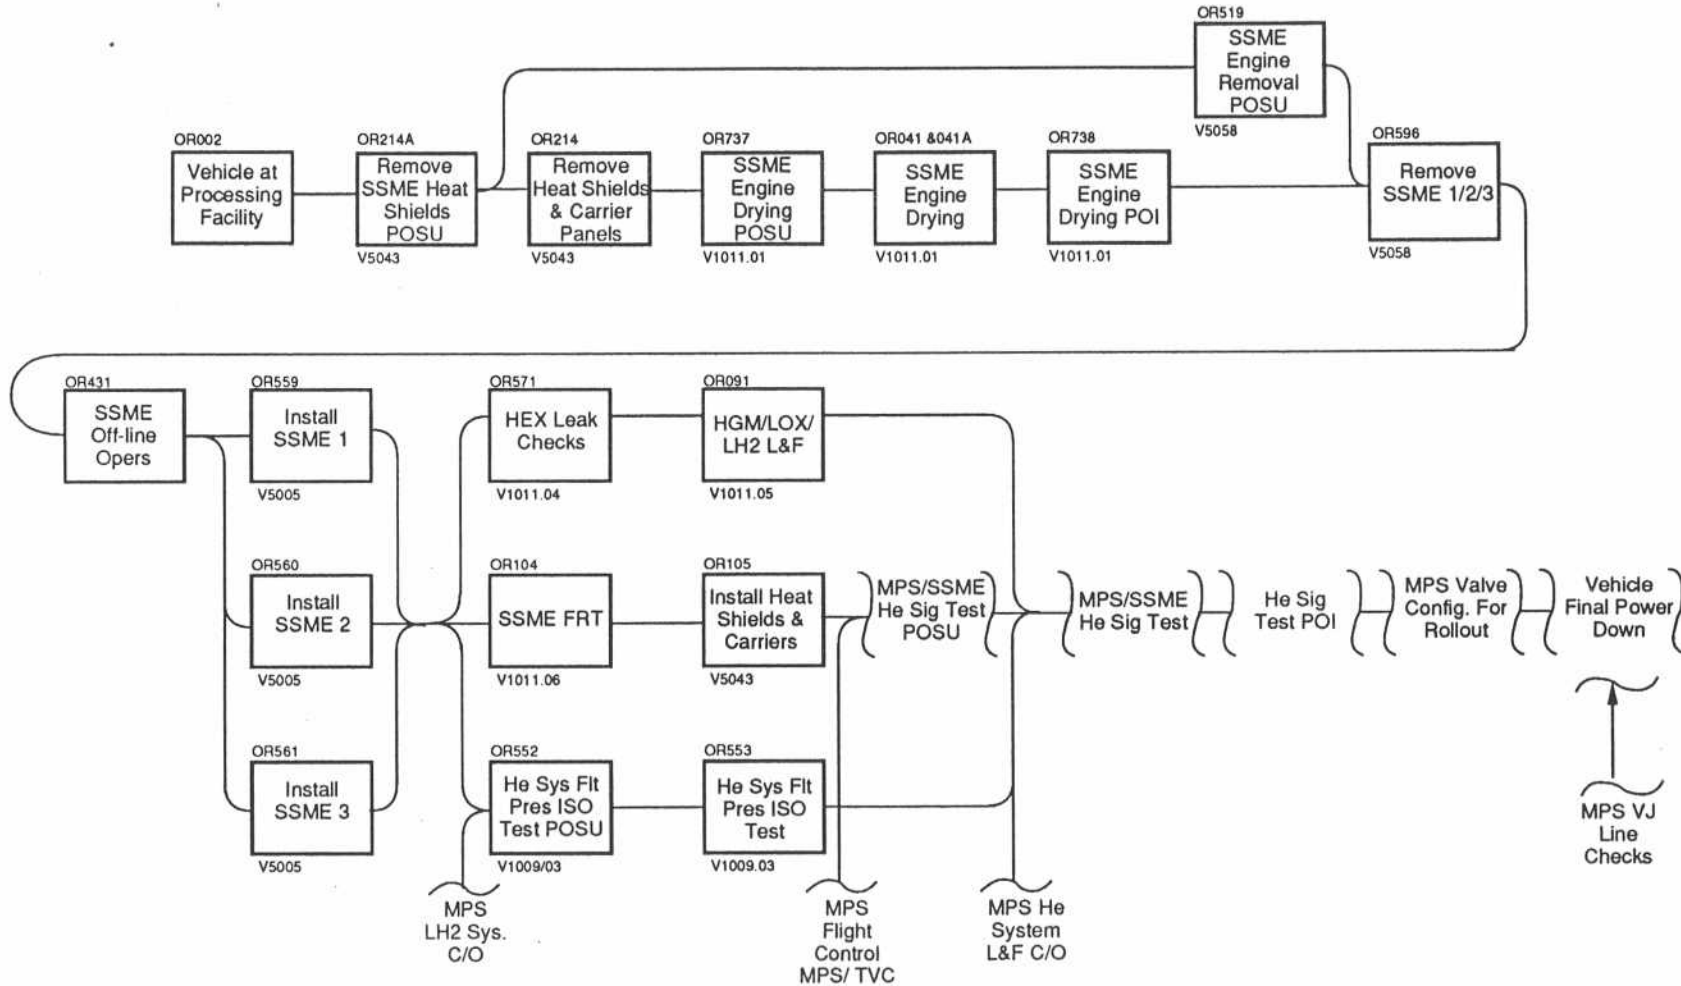 OR519
SSME
Engine
Removal
POSU
V5058
OR002
Vehicle at
Processing
Facility
OR214A
Remove
SSME Heat
Shields
POSU
V5043
OR214
Remove
Heat Shields
& Carrier
Panels
V5043
OR737
SSME
Engine
Drying
POSU
V1011.01
OR041 &041A
SSME
Engine
Drying
V1011.01
OR738
SSME
Engine
Drying POI
V1011.01
OR596
Remove
SSME 1/2/3
V5058
OR431
SSME
Off-line
Opers
OR559
Install
SSME 1
V5005
OR571
HEX Leak
Checks
V1011.04
OR091
HGM/LOX/
LH2 L&F
V1011.05
OR560
Install
SSME 2
V5005
OR104
SSME FRT
V1011.06
OR105
Install Heat
Shields &
Carriers
V5043
MPS/SSME
He Sig Test
POSU
MPS/SSME
He Sig Test
He Sig
Test POI
MPS Valve
Config. For
Rollout
Vehicle
Final Power
Down
OR561
Install
SSME 3
V5005
OR552
He Sys Flt
Pres ISO
Test POSU
V1009/03
OR553
He Sys Flt
Pres ISO
Test
V1009.03
MPS VJ
Line
Checks
MPS
LH2 Sys.
C/O
MPS
Flight
Control
MPS/ TVC
MPS He
System
L&F C/O